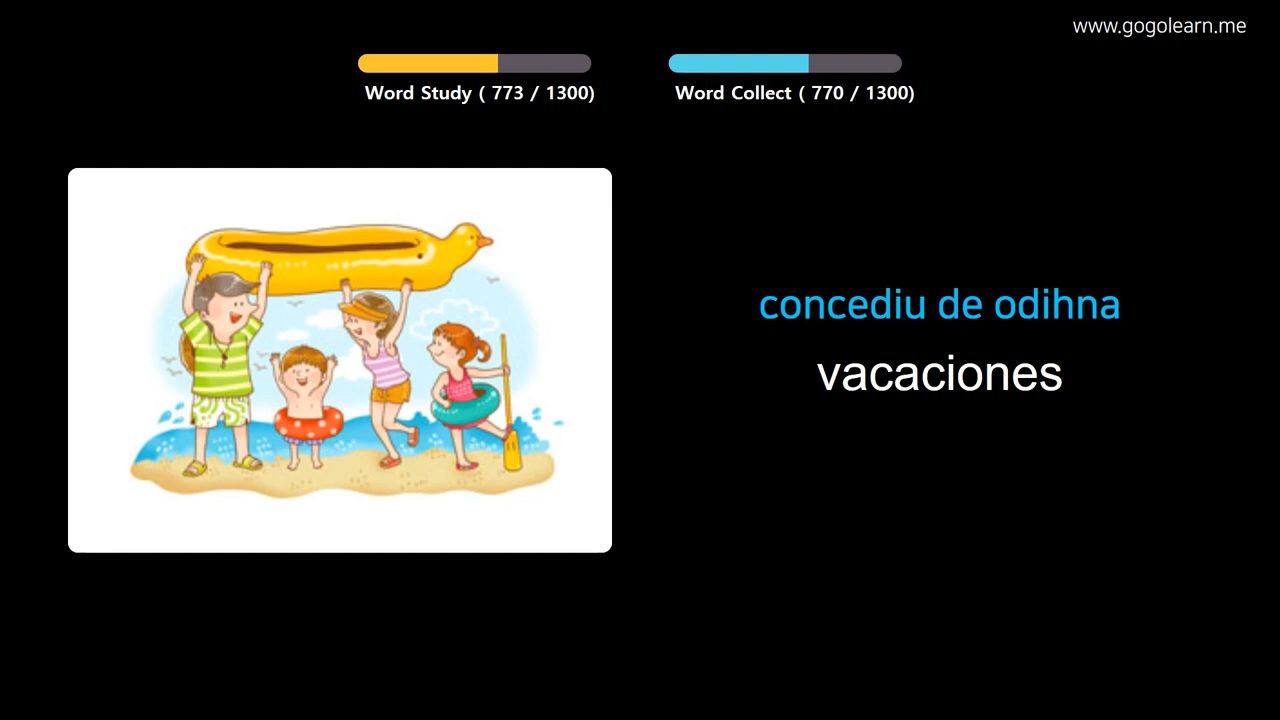 www.gogolearn.me
Word Study ( 773 / 1300)
Word Collect ( 770 / 1300)
concediu de odihna
vacaciones